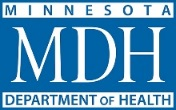 MINNESOTA
MDH
DEPARTMENT OF HEALTH